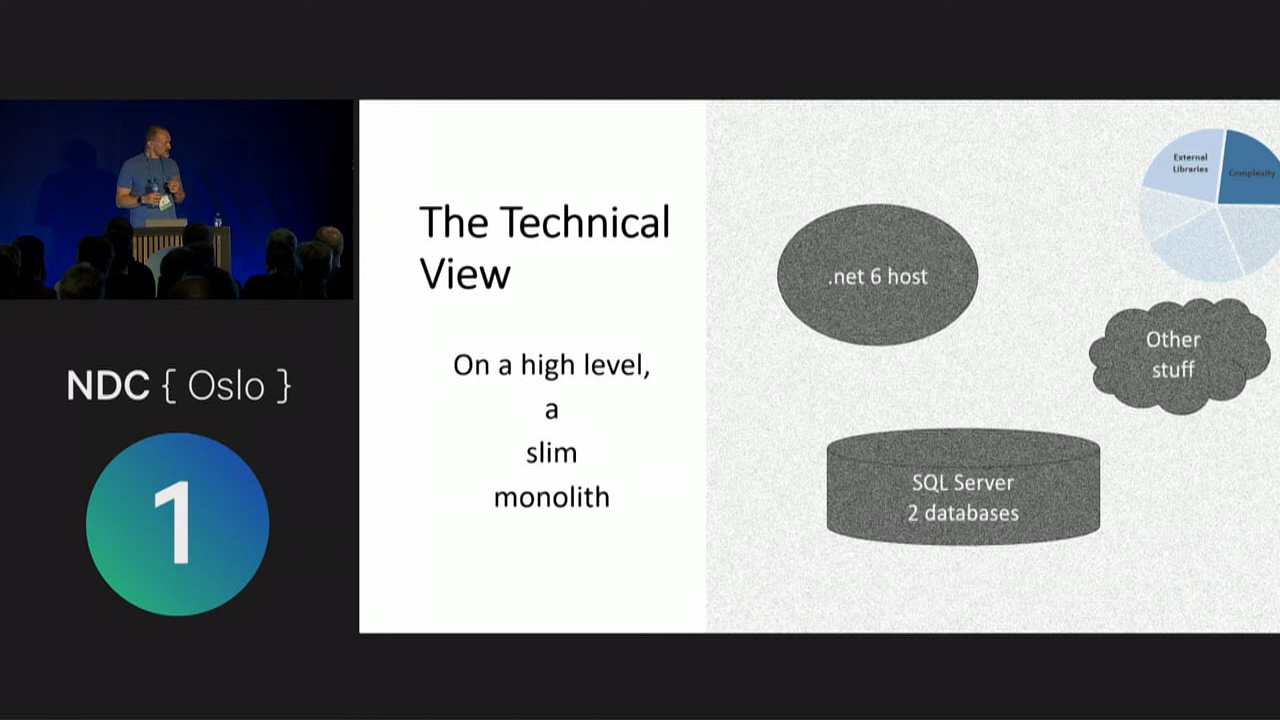 NDC { Oslo }
1
The Technical
View
On a high level,
a
slim
monolith
.net 6 host
External
Libraries
Complexity
Other
stuff
SQL Server
2 databases